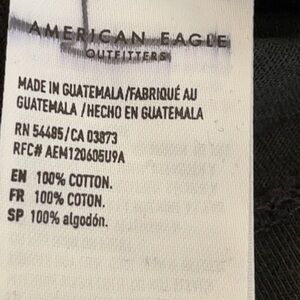 AMERICAN EAGLE
OUTFITTERS
MADE IN GUATEMALA/FABRIQUÉ AU
GUATEMALA /HECHO EN GUATEMALA
RN 54485/CA 03873
RFC# AEM120605U9A
EN 100% COTTON.
FR 100% COTON.
SP 100% algodón.